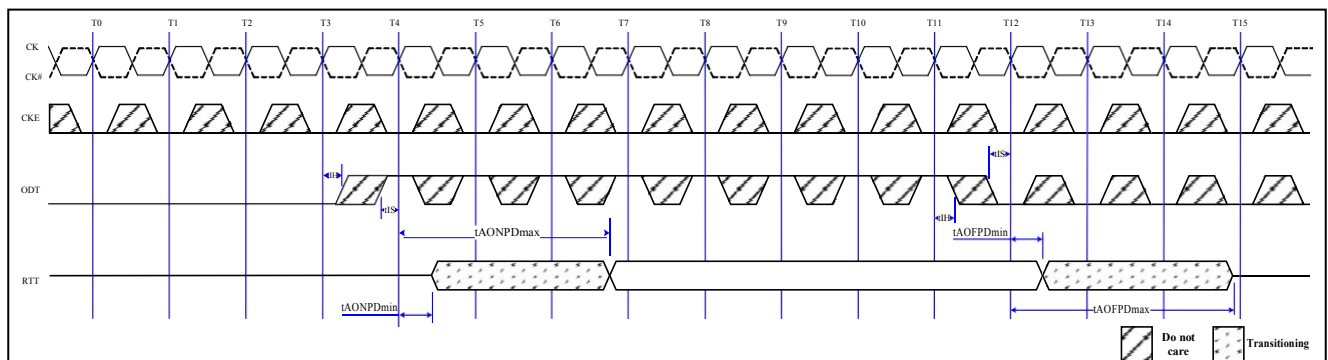 T0 T1 T2 T3 T4 T5 T6 T7 T8 T9 T10 T11 T12 T13 T14 T15
CK
CK#
CKE
tIS
tIH
ODT
tIS
tIH
tAONPDmax
tAOFPDmin
RTT
tAONPDmin
tAOFPDmax
Do not
care
Transitioning